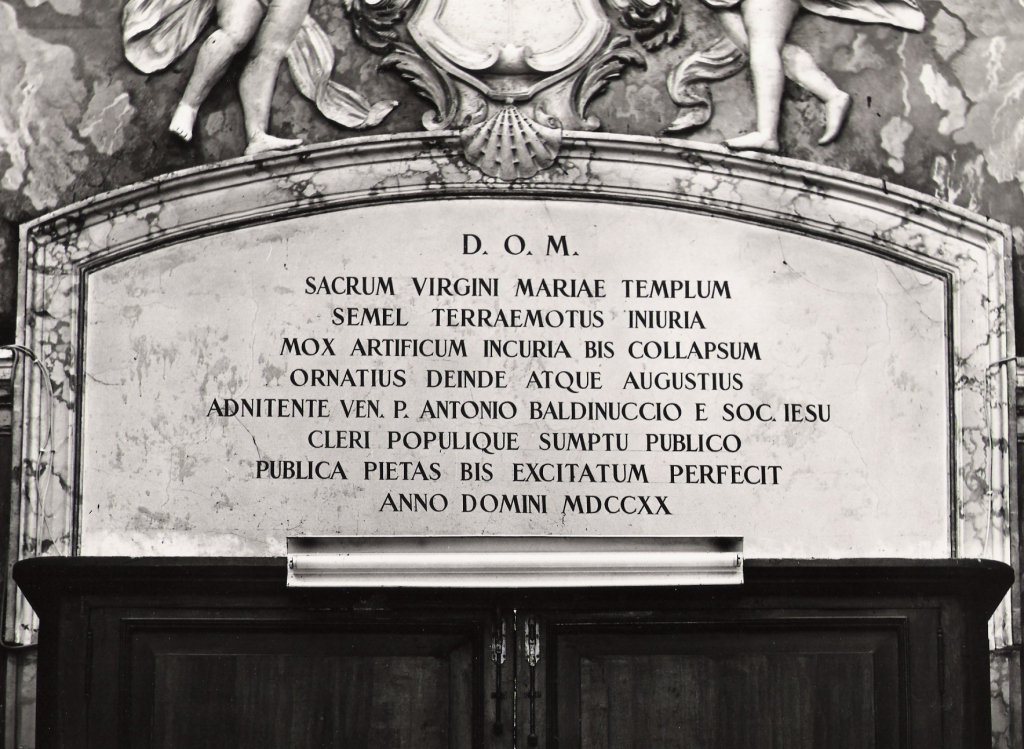 D. O. M.
SACRUM VIRGINI MARIAE TEMPLUM
SEMEL TERRAEMOTUS INIURIA
MOX ARTIFICUM INCURIA BIS COLLAPSUM
ORNATIUS DEINDE ATQUE AUGUSTIUS
ADNITENTE VEN. P. ANTONIO BALDINUCCIO E SOC. IESU
CLERI POPULIQUE SUMPTU PUBLICO
PUBLICA PIETAS BIS EXCITATUM PERFECIT
ANNO DOMINI MDCCXX